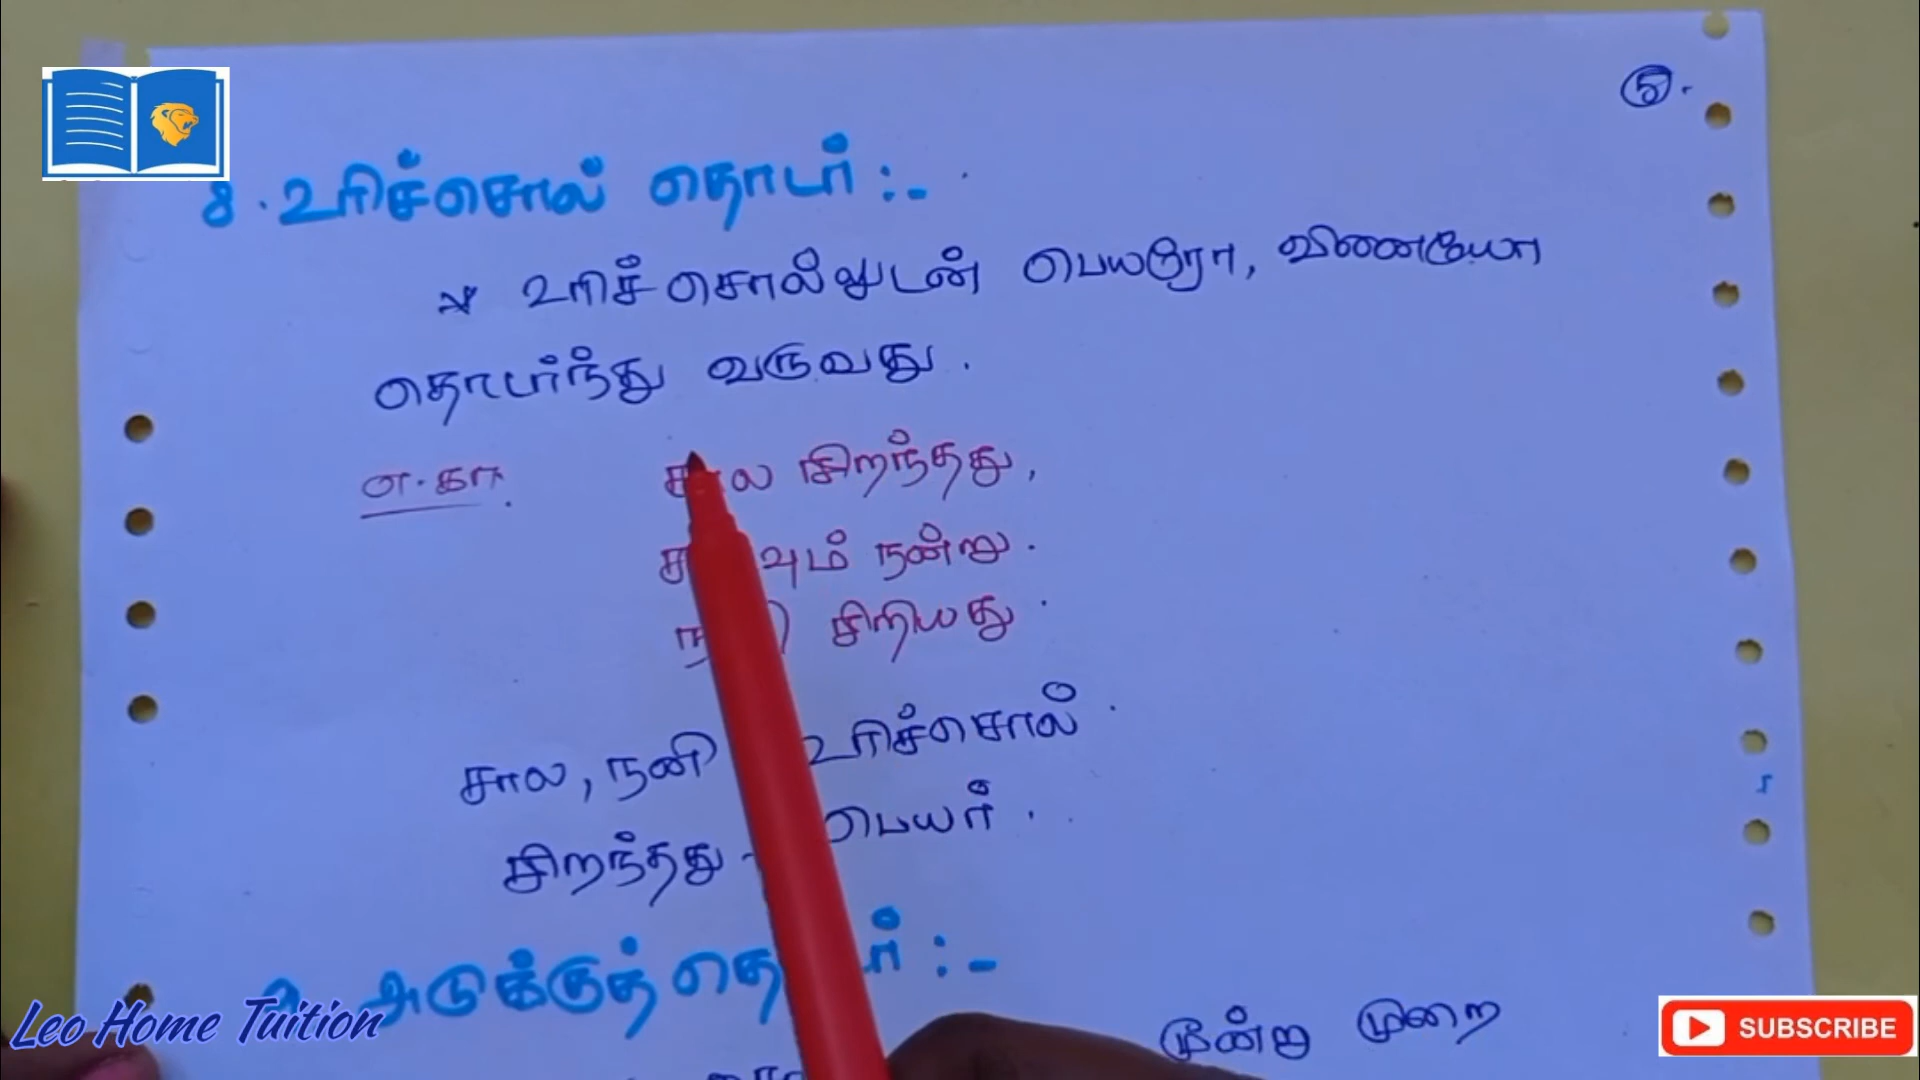 5.
8. உரிச்சொல் தொடர் :-
* உரிச்சொல்லுடன் பெயரோ, வினையோ
தொடர்ந்து வருவது.
எ.கா. சால சிறந்தது,
நன்று.
சிறியது.
சால, நனி உரிச்சொல்
சிறந்தது - பெயர்.
அடுக்குத்
மூன்று முறை
Leo Home Tuition
SUBSCRIBE